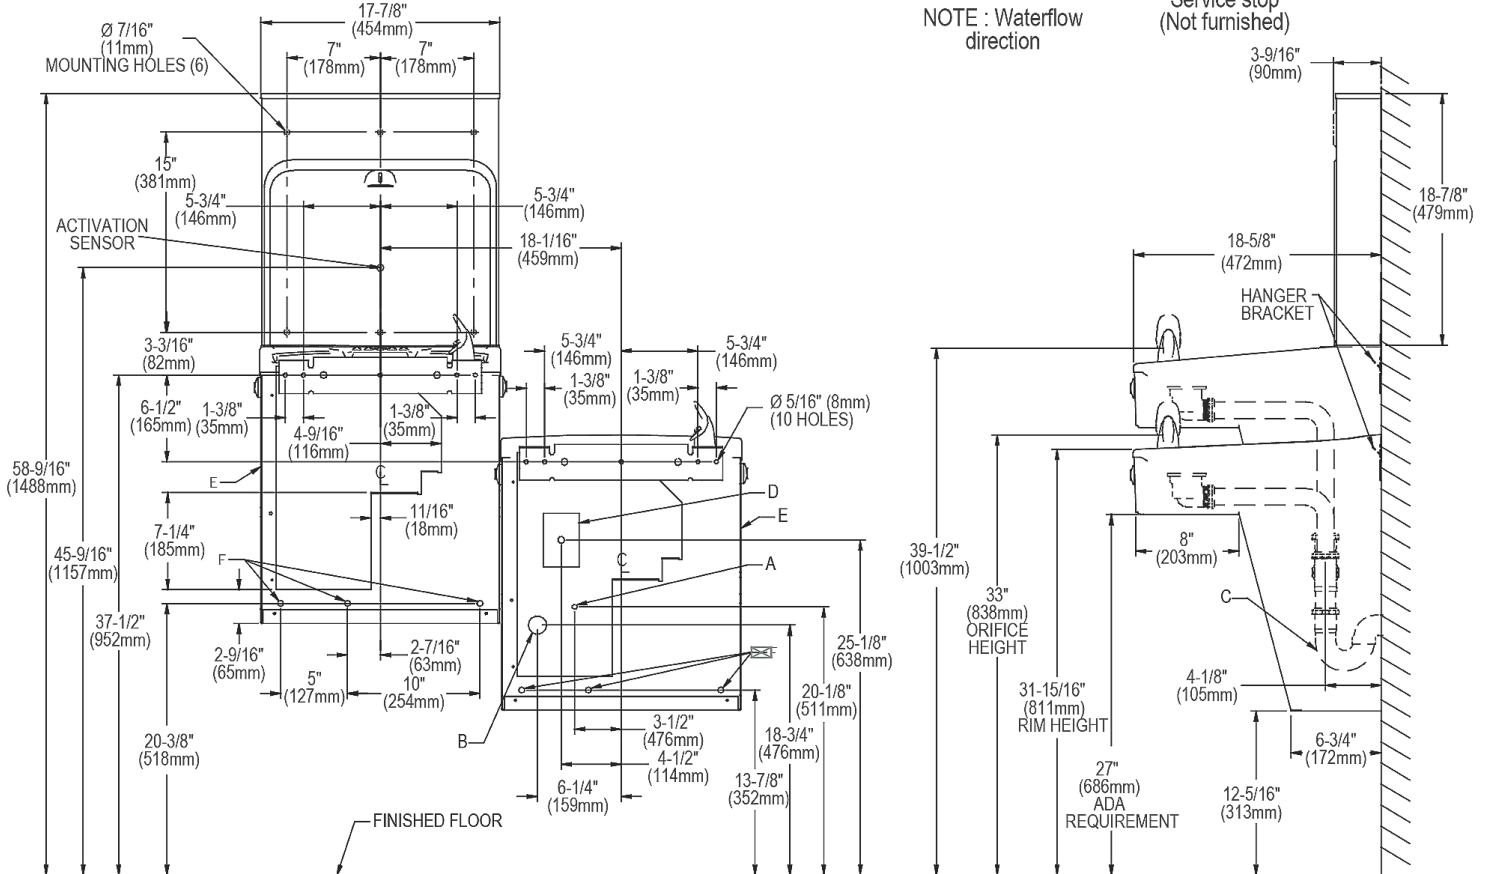 17-7/8"
(454mm)
Ø 7/16"
(11mm)
MOUNTING HOLES (6)
7"
(178mm)
7"
(178mm)
NOTE : Waterflow
direction
Service stop
(Not furnished)
3-9/16"
(90mm)
15"
(381mm)
5-3/4"
(146mm)
5-3/4"
(146mm)
ACTIVATION
SENSOR
18-1/16"
(459mm)
18-7/8"
(479mm)
18-5/8"
(472mm)
HANGER
BRACKET
3-3/16"
(82mm)
5-3/4"
(146mm)
5-3/4"
(146mm)
6-1/2"
(165mm)
1-3/8"
(35mm)
1-3/8"
(35mm)
1-3/8"
(35mm)
1-3/8"
(35mm)
Ø 5/16" (8mm)
(10 HOLES)
4-9/16"
(116mm)
58-9/16"
(1488mm)
E
C
L
11/16"
(18mm)
D
E
7-1/4"
(185mm)
45-9/16"
(1157mm)
F
C
L
A
39-1/2"
(1003mm)
8"
(203mm)
33"
(838mm)
ORIFICE
HEIGHT
C
37-1/2"
(952mm)
2-9/16"
(65mm)
2-7/16"
(63mm)
5"
(127mm)
10"
(254mm)
25-1/8"
(638mm)
20-1/8"
(511mm)
4-1/8"
(105mm)
31-15/16"
(811mm)
RIM HEIGHT
20-3/8"
(518mm)
B
3-1/2"
(476mm)
4-1/2"
(114mm)
18-3/4"
(476mm)
6-1/4"
(159mm)
13-7/8"
(352mm)
6-3/4"
(172mm)
27"
(686mm)
ADA
REQUIREMENT
12-5/16"
(313mm)
FINISHED FLOOR